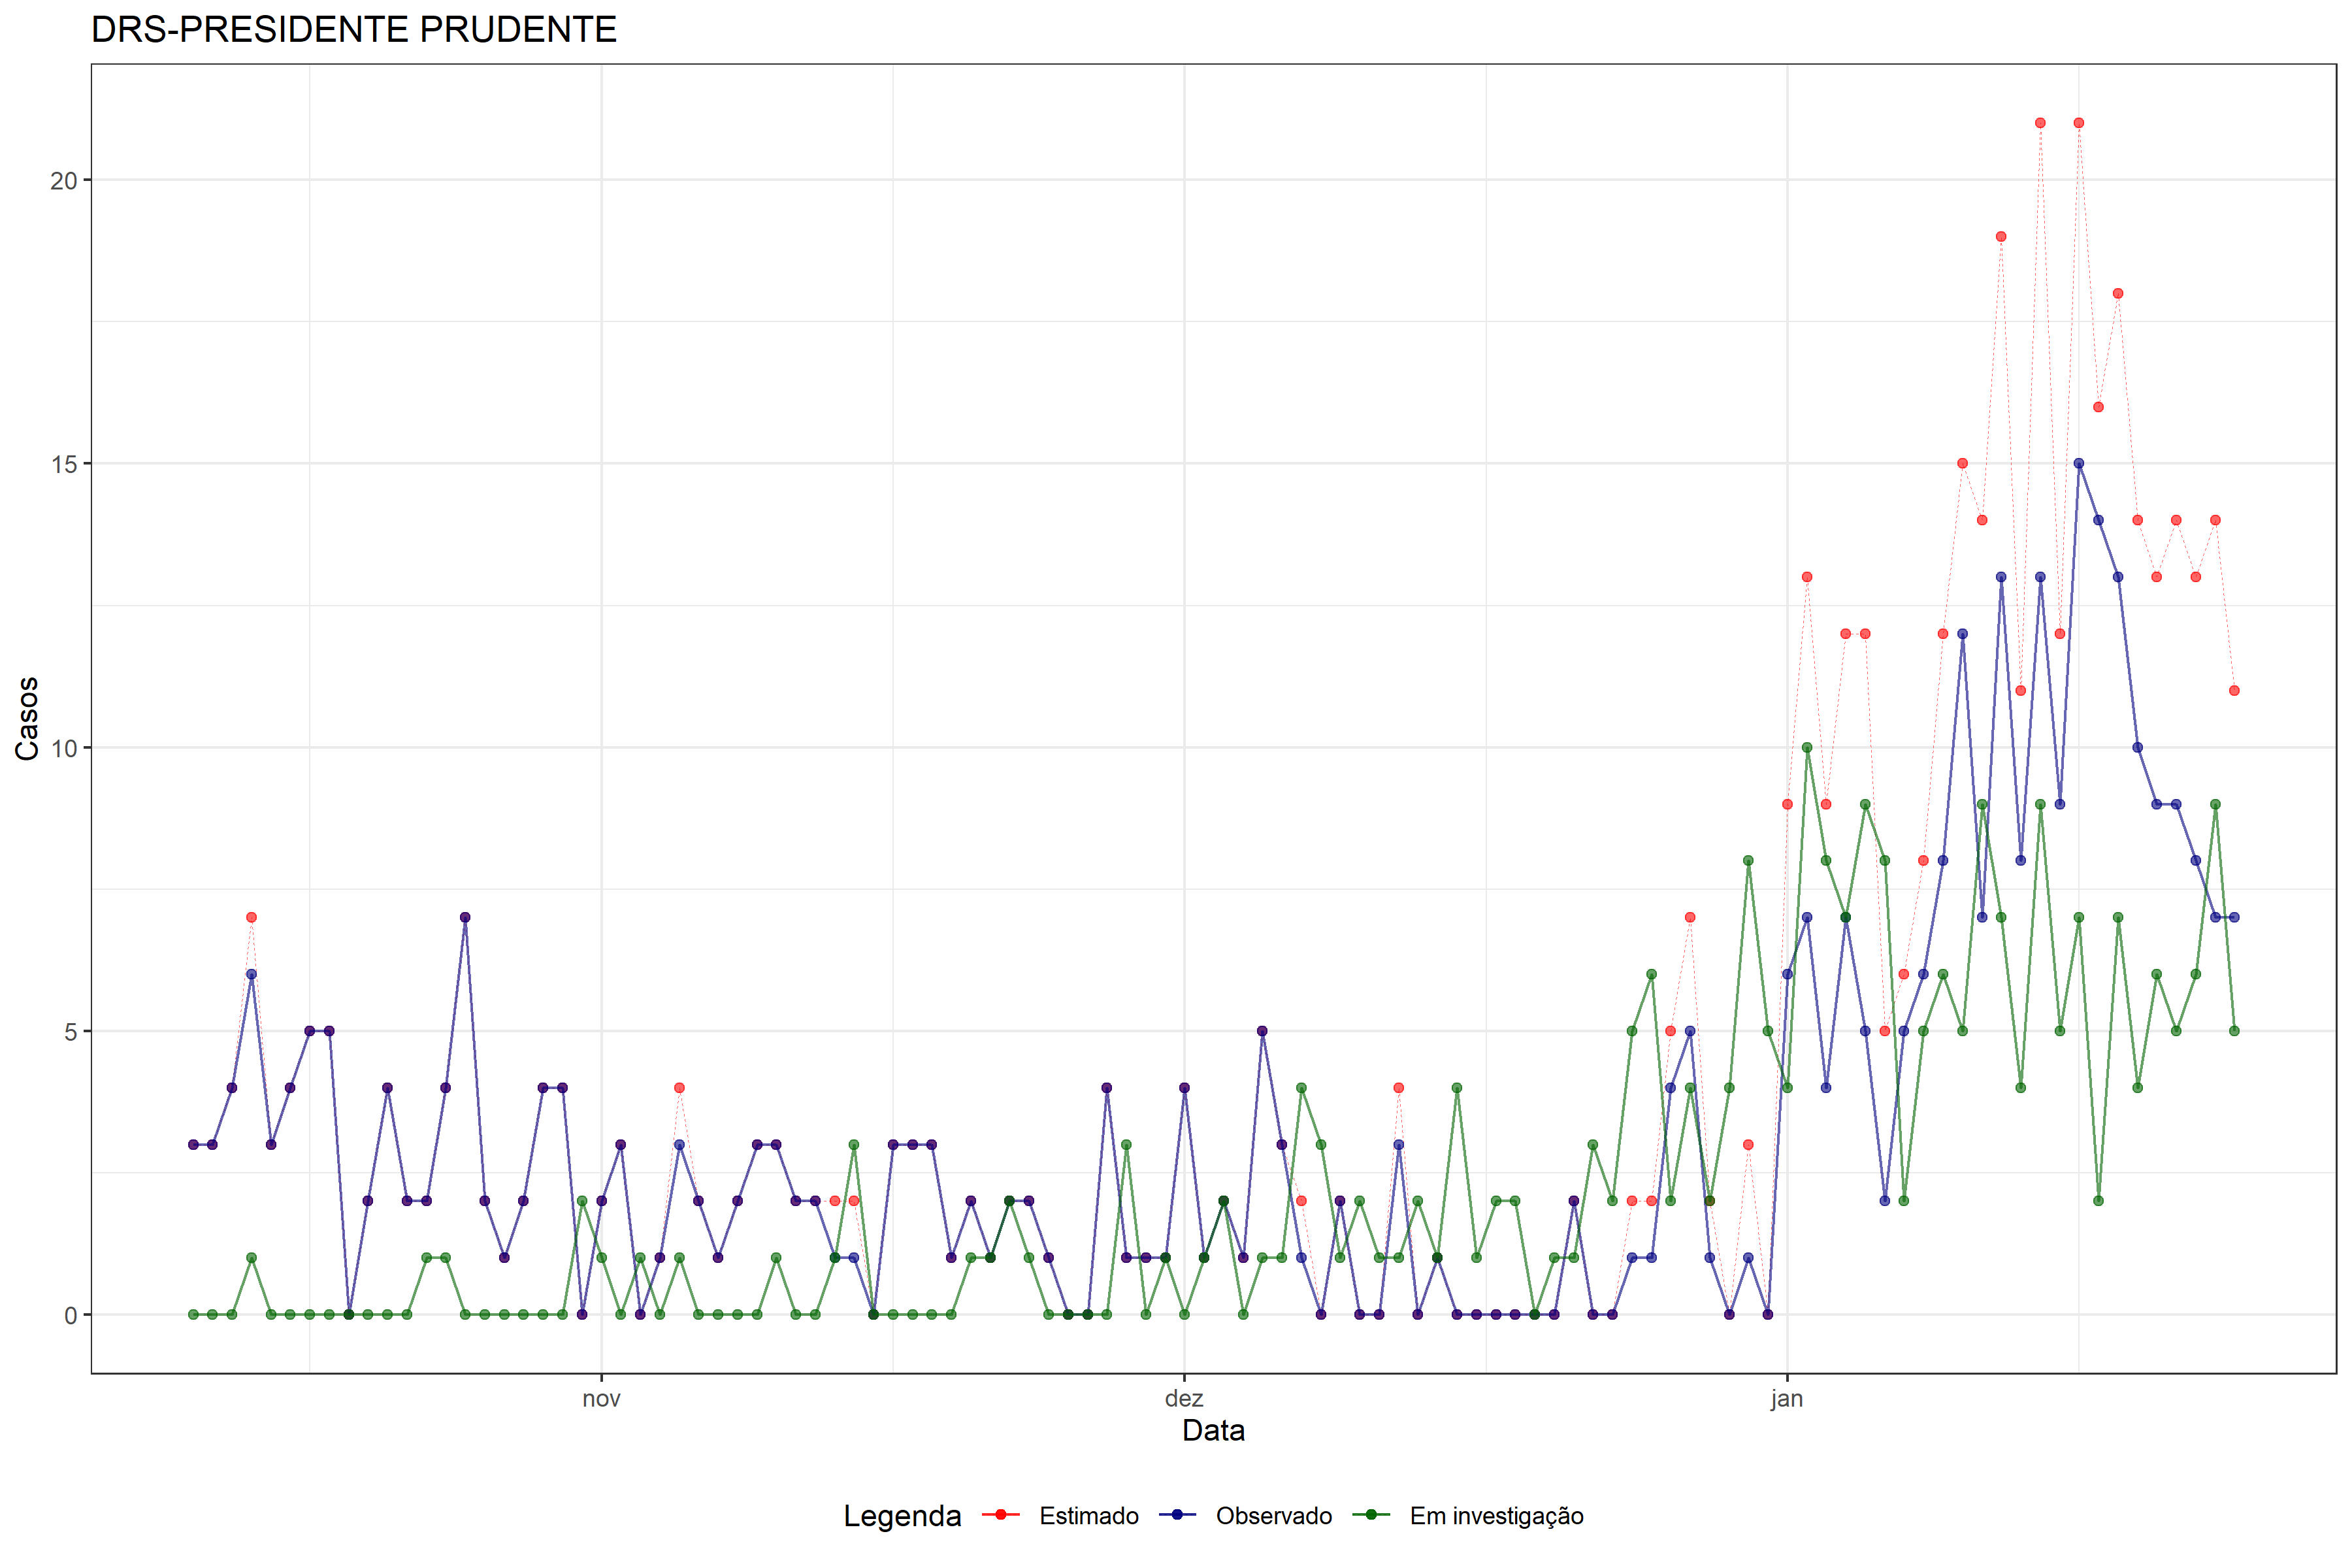 DRS-PRESIDENTE PRUDENTE
20
15
10
5
0
Casos
nov dez jan
Data
Legenda Estimado Observado Em investigação